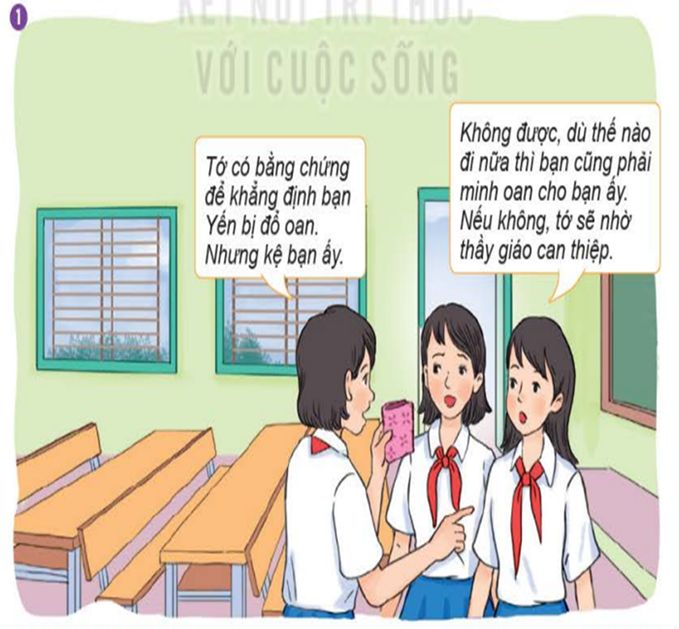 1
KẾT NỐI TRI THỨC
VỚI CUỘC SỐNG
Tớ có bằng chứng
để khẳng định bạn
Yến bị đổ oan.
Nhưng kệ bạn ấy.
Không được, dù thế nào
đi nữa thì bạn cũng phải
minh oan cho bạn ấy.
Nếu không, tớ sẽ nhờ
thầy giáo can thiệp.